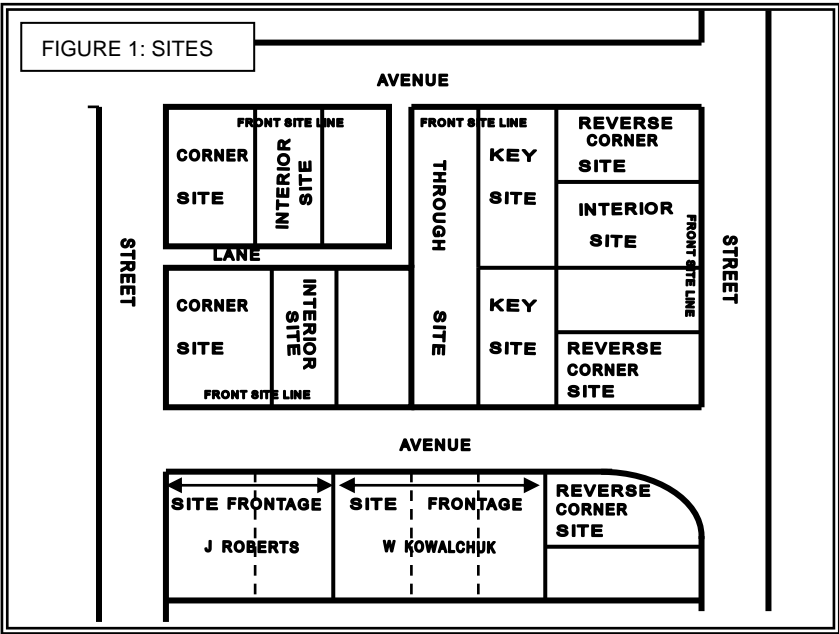 FIGURE 1: SITES
AVENUE
FRONT SITE LINE
FRONT SITE LINE
REVERSE
CORNER
SITE
CORNER
SITE
INTERIOR
SITE
THROUGH
SITE
KEY
SITE
INTERIOR
SITE
FRONT SITE LINE
STREET
STREET
LANE
CORNER
SITE
INTERIOR
SITE
KEY
SITE
REVERSE
CORNER
SITE
FRONT SITE LINE
AVENUE
SITE FRONTAGE
SITE FRONTAGE
REVERSE
CORNER
SITE
J ROBERTS
W KOWALCHUK